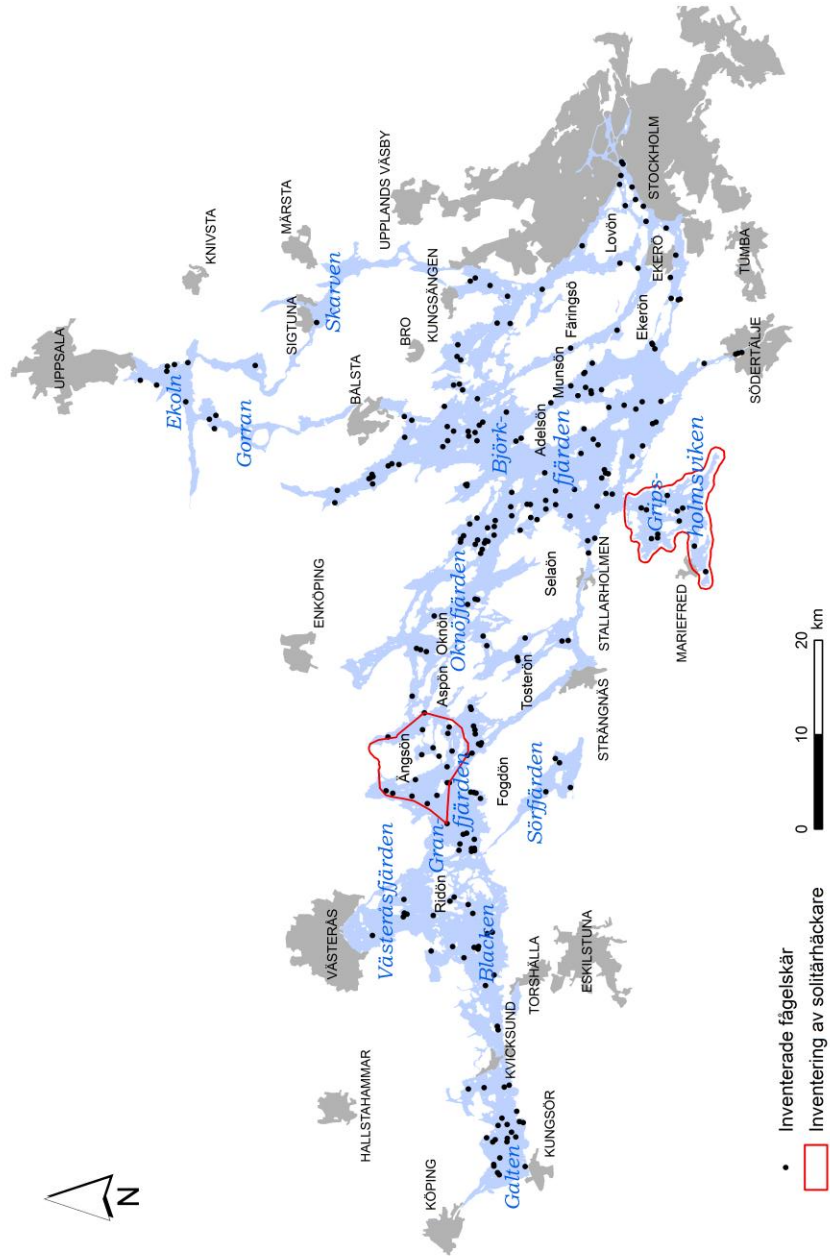 UPPSALA
KNIVSTA
MÄRSTA
SIGTUNA
Skarven
UPPLANDS VÄSBY
Ekoln
Gorran
BRO
KUNGSÄNGEN
BÅLSTA
ENKÖPING
VÄSTERÅS
HALLSTAHAMMAR
KÖPING
N
Björk-
fjärden
Adelsön
Munsön
Färingsö
Lovön
STOCKHOLM
EKERÖ
Ekerön
TUMBA
SÖDERTÄLJE
Oknöfjärden
Oknön
Aspön
Ängsön
Västeråsfjärden
Ridön
Gran-
fjärden
Fogdön
Tosterön
Selaön
STALLARHOLMEN
Grips-
holmsviken
MARIEFRED
STRÄNGNÄS
Sörfjärden
Blacken
TORSHÄLLA
ESKILSTUNA
KVICKSUND
KUNGSÖR
Galten
0 10 20 km
Inventerade fågelskär
Inventering av solitärhäckare